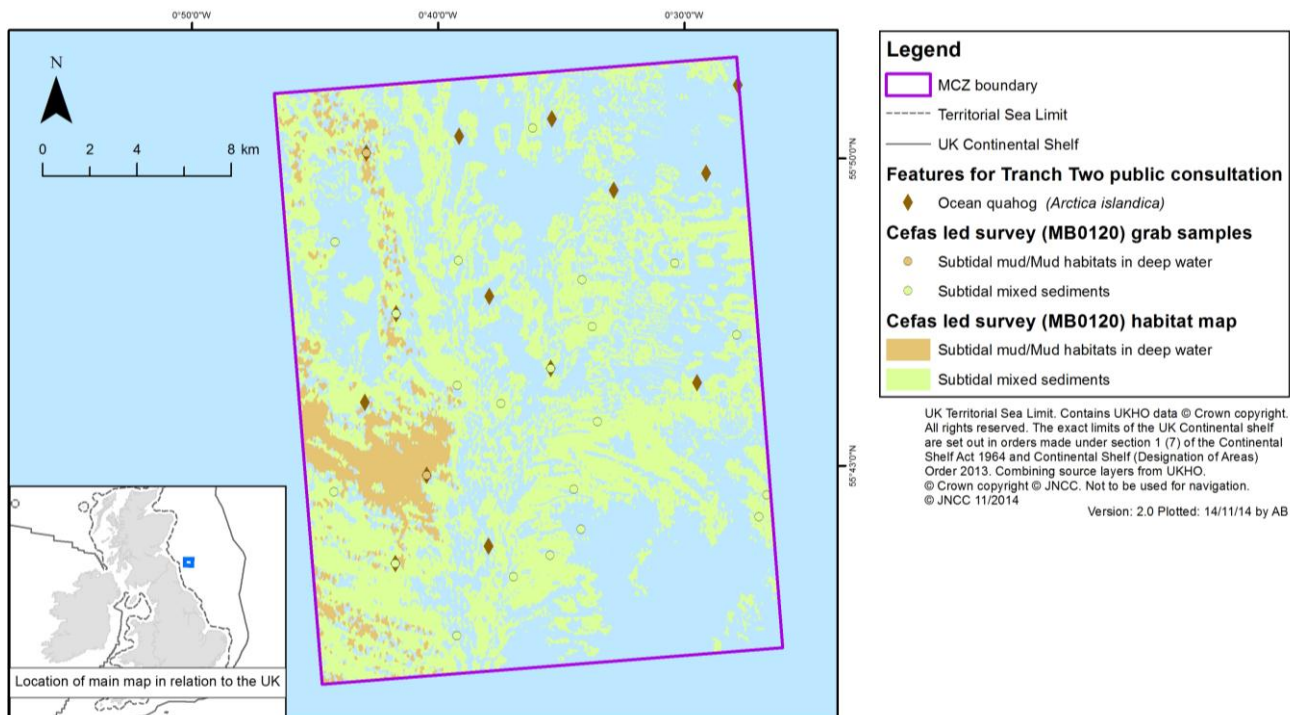 0°50'0"W
0°40'0"W
0°30'0"W
N
0 2 4 6 8 km
55°50'0"N
55°43'0"N
Location of main map in relation to the UK
Legend
MCZ boundary
Territorial Sea Limit
UK Continental Shelf
Features for Tranch Two public consultation
Ocean quahog (Arctica islandica)
Cefas led survey (MB0120) grab samples
Subtidal mud/Mud habitats in deep water
Subtidal mixed sediments
Cefas led survey (MB0120) habitat map
Subtidal mud/Mud habitats in deep water
Subtidal mixed sediments
UK Territorial Sea Limit. Contains UKHO data © Crown copyright.
All rights reserved. The exact limits of the UK Continental shelf
are set out in orders made under section 1 (7) of the Continental
Shelf Act 1964 and Continental Shelf (Designation of Areas)
Order 2013. Combining source layers from UKHO.
© Crown copyright © JNCC. Not to be used for navigation.
© JNCC 11/2014
Version: 2.0 Plotted: 14/11/14 by AB